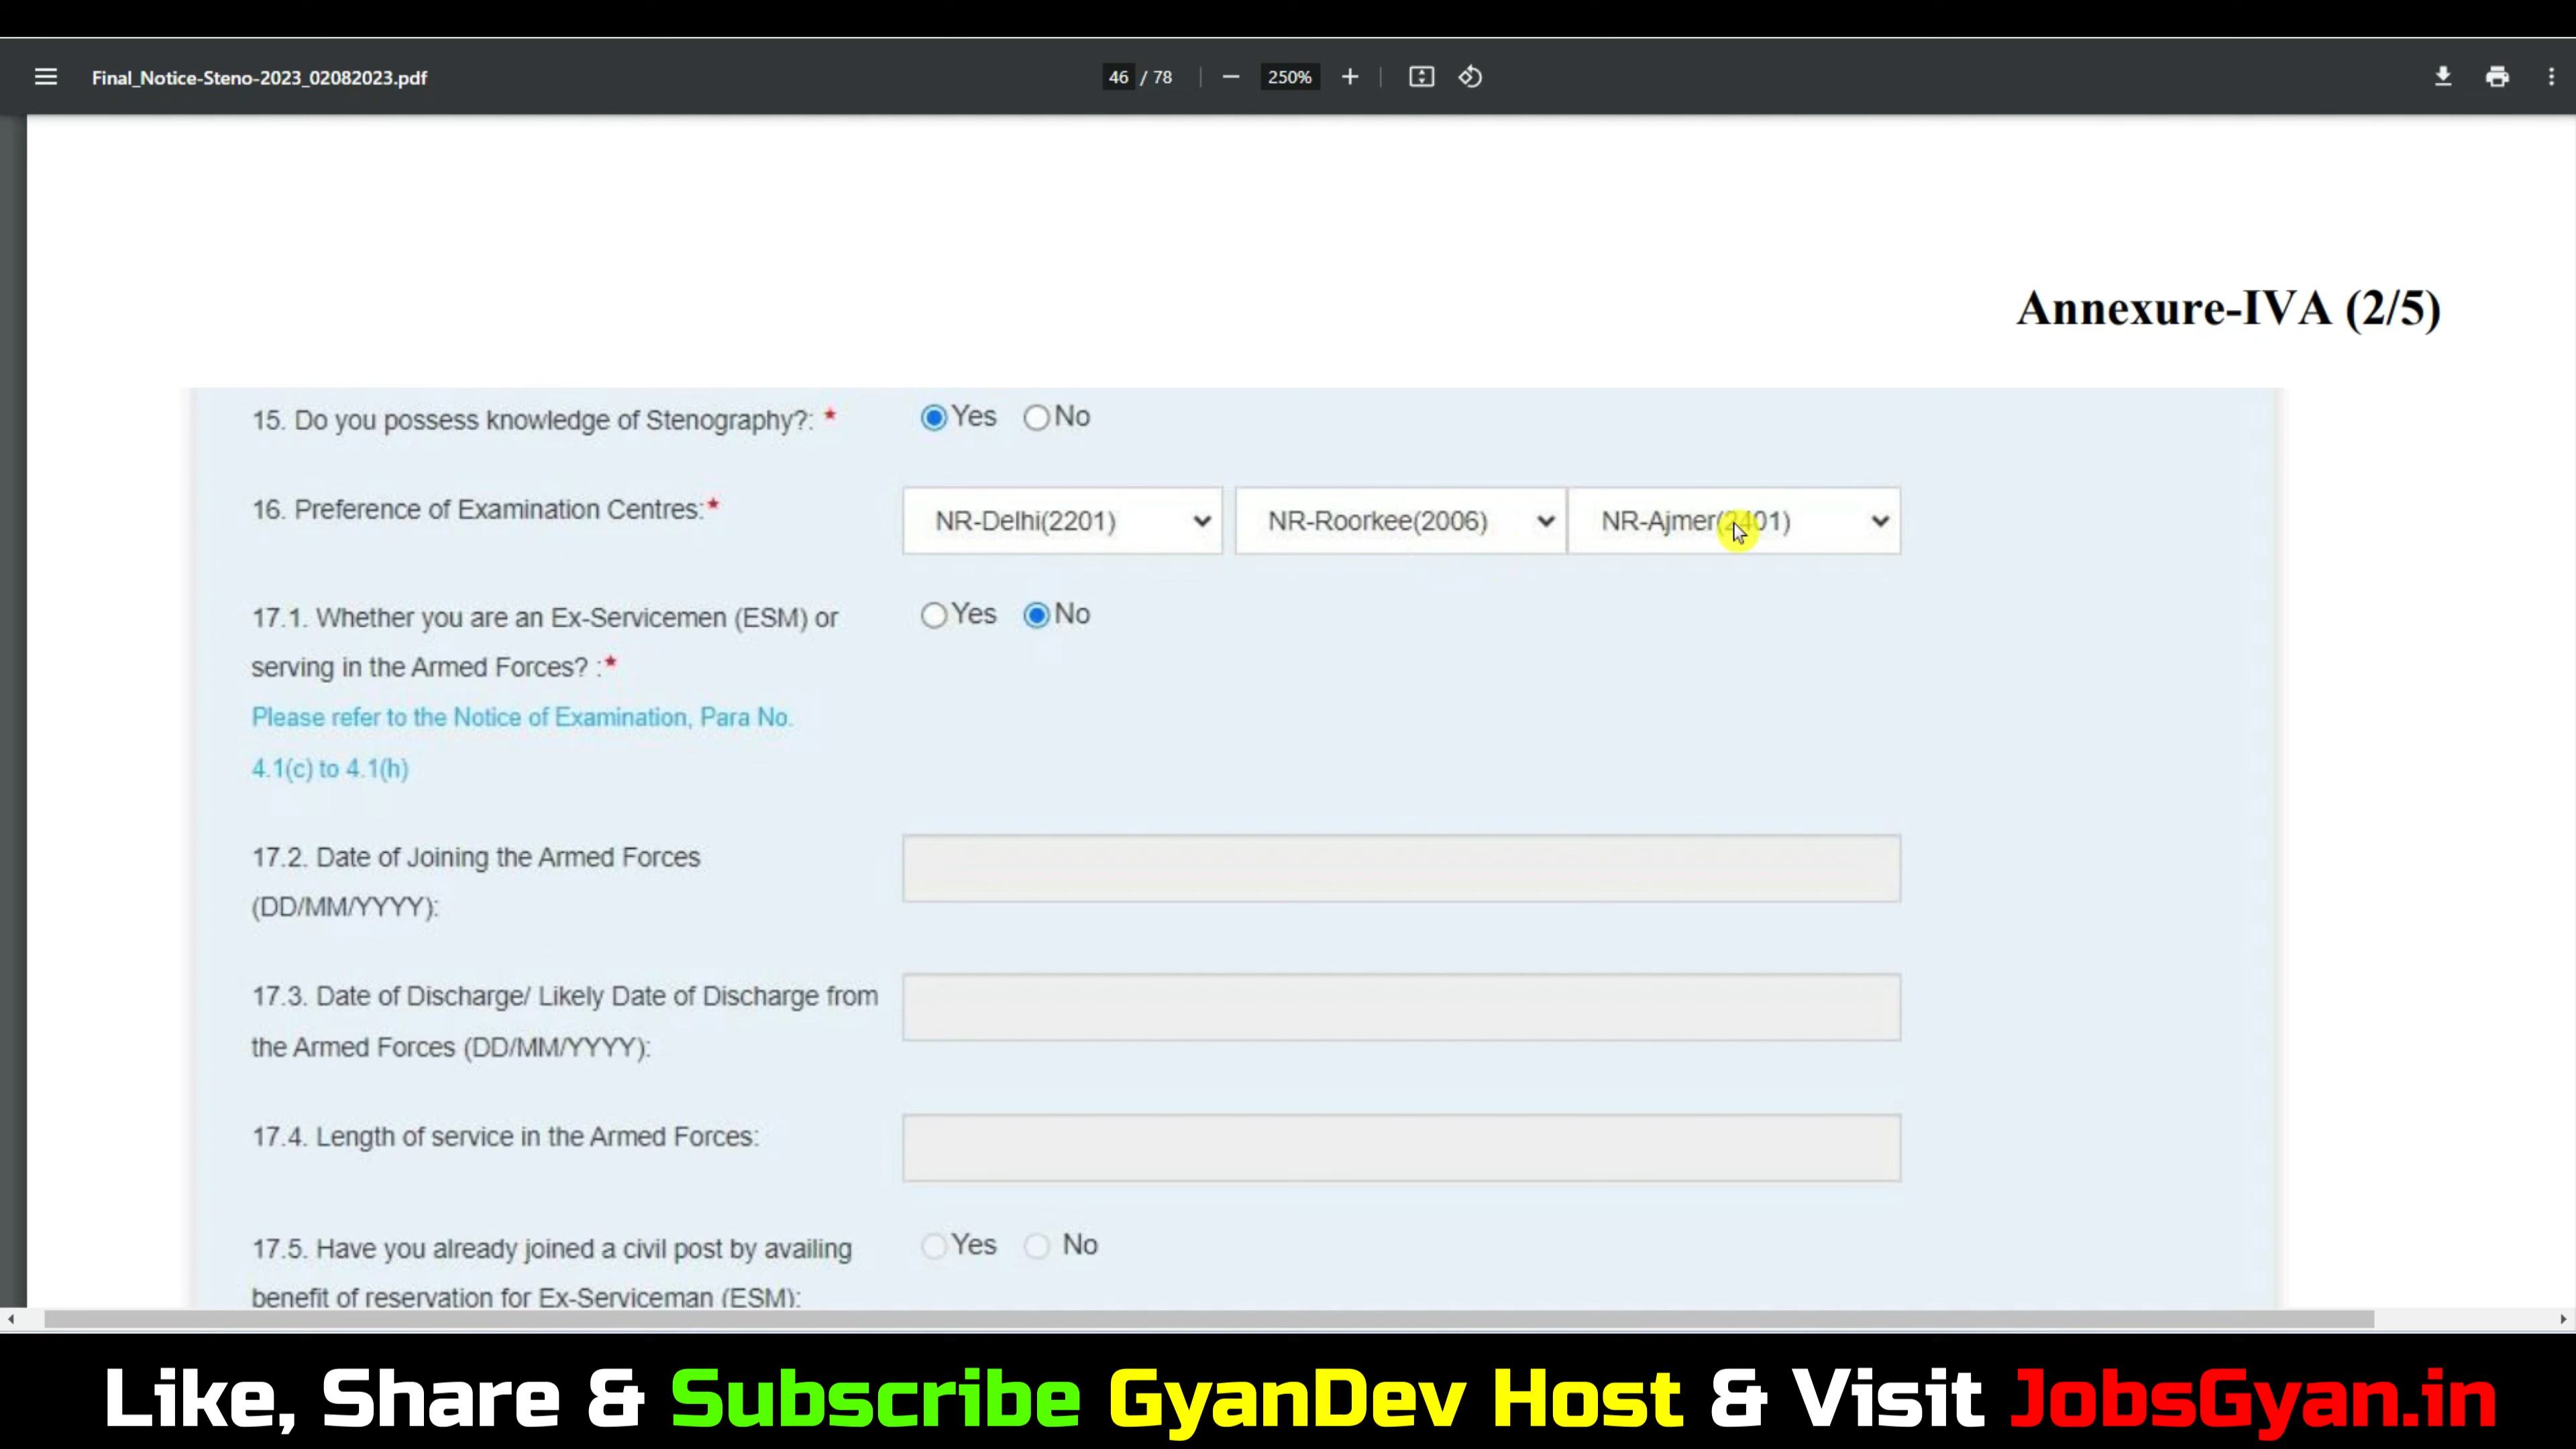 Final_Notice-Steno-2023_02082023.pdf
46 / 78
250%
Annexure-IVA (2/5)
15. Do you possess knowledge of Stenography?: * Yes No
16. Preference of Examination Centres:* NR-Delhi(2201) NR-Roorkee(2006) NR-Ajmer(2401)
17.1. Whether you are an Ex-Servicemen (ESM) or Yes No
serving in the Armed Forces? :*
Please refer to the Notice of Examination, Para No.
4.1(c) to 4.1(h)
17.2. Date of Joining the Armed Forces
(DD/MM/YYYY):
17.3. Date of Discharge/ Likely Date of Discharge from
the Armed Forces (DD/MM/YYYY):
17.4. Length of service in the Armed Forces:
17.5. Have you already joined a civil post by availing Yes No
benefit of reservation for Ex-Serviceman (ESM):
Like, Share & Subscribe GyanDev Host & Visit JobsGyan.in